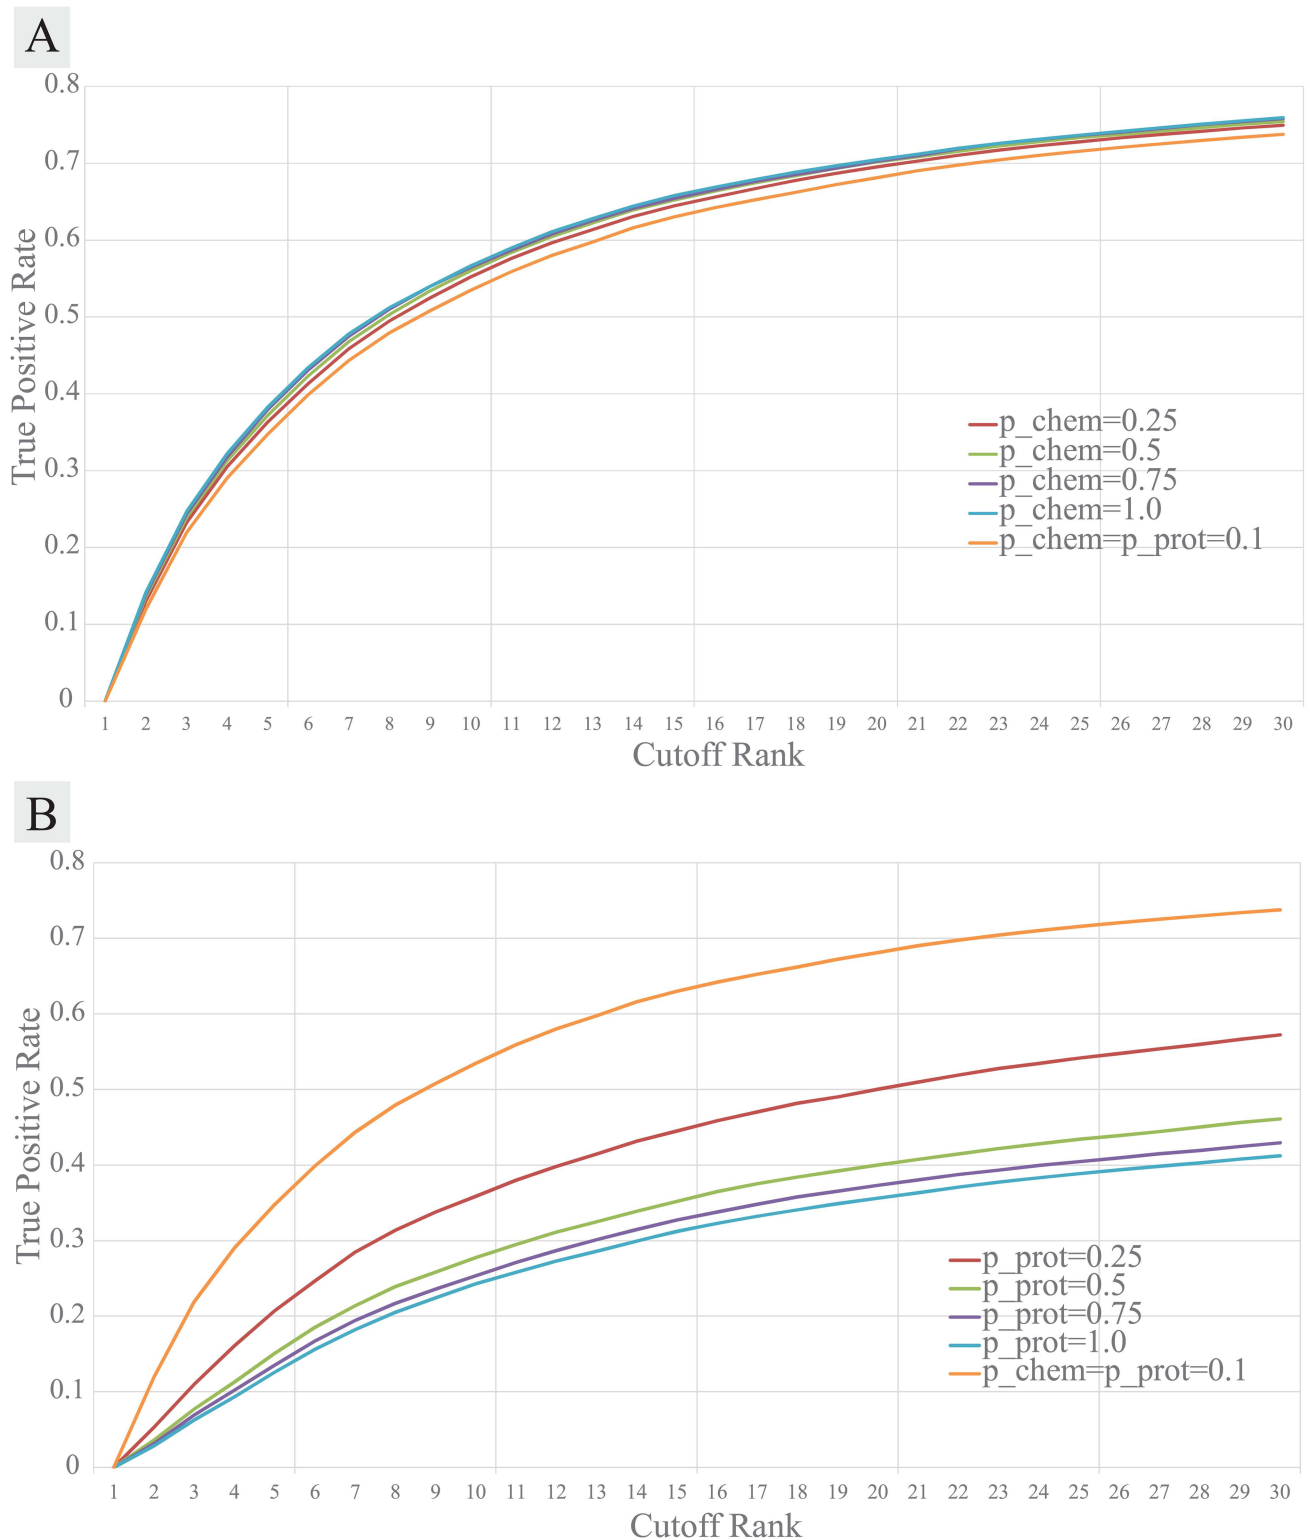 A
0.8
0.7
0.6
0.5
0.4
0.3
0.2
0.1
0
True Positive Rate
p_chem=0.25
p_chem=0.5
p_chem=0.75
p_chem=1.0
p_chem=p_prot=0.1
1 2 3 4 5 6 7 8 9 10 11 12 13 14 15 16 17 18 19 20 21 22 23 24 25 26 27 28 29 30
Cutoff Rank
B
0.8
0.7
0.6
0.5
0.4
0.3
0.2
0.1
0
True Positive Rate
p_prot=0.25
p_prot=0.5
p_prot=0.75
p_prot=1.0
p_chem=p_prot=0.1
1 2 3 4 5 6 7 8 9 10 11 12 13 14 15 16 17 18 19 20 21 22 23 24 25 26 27 28 29 30
Cutoff Rank